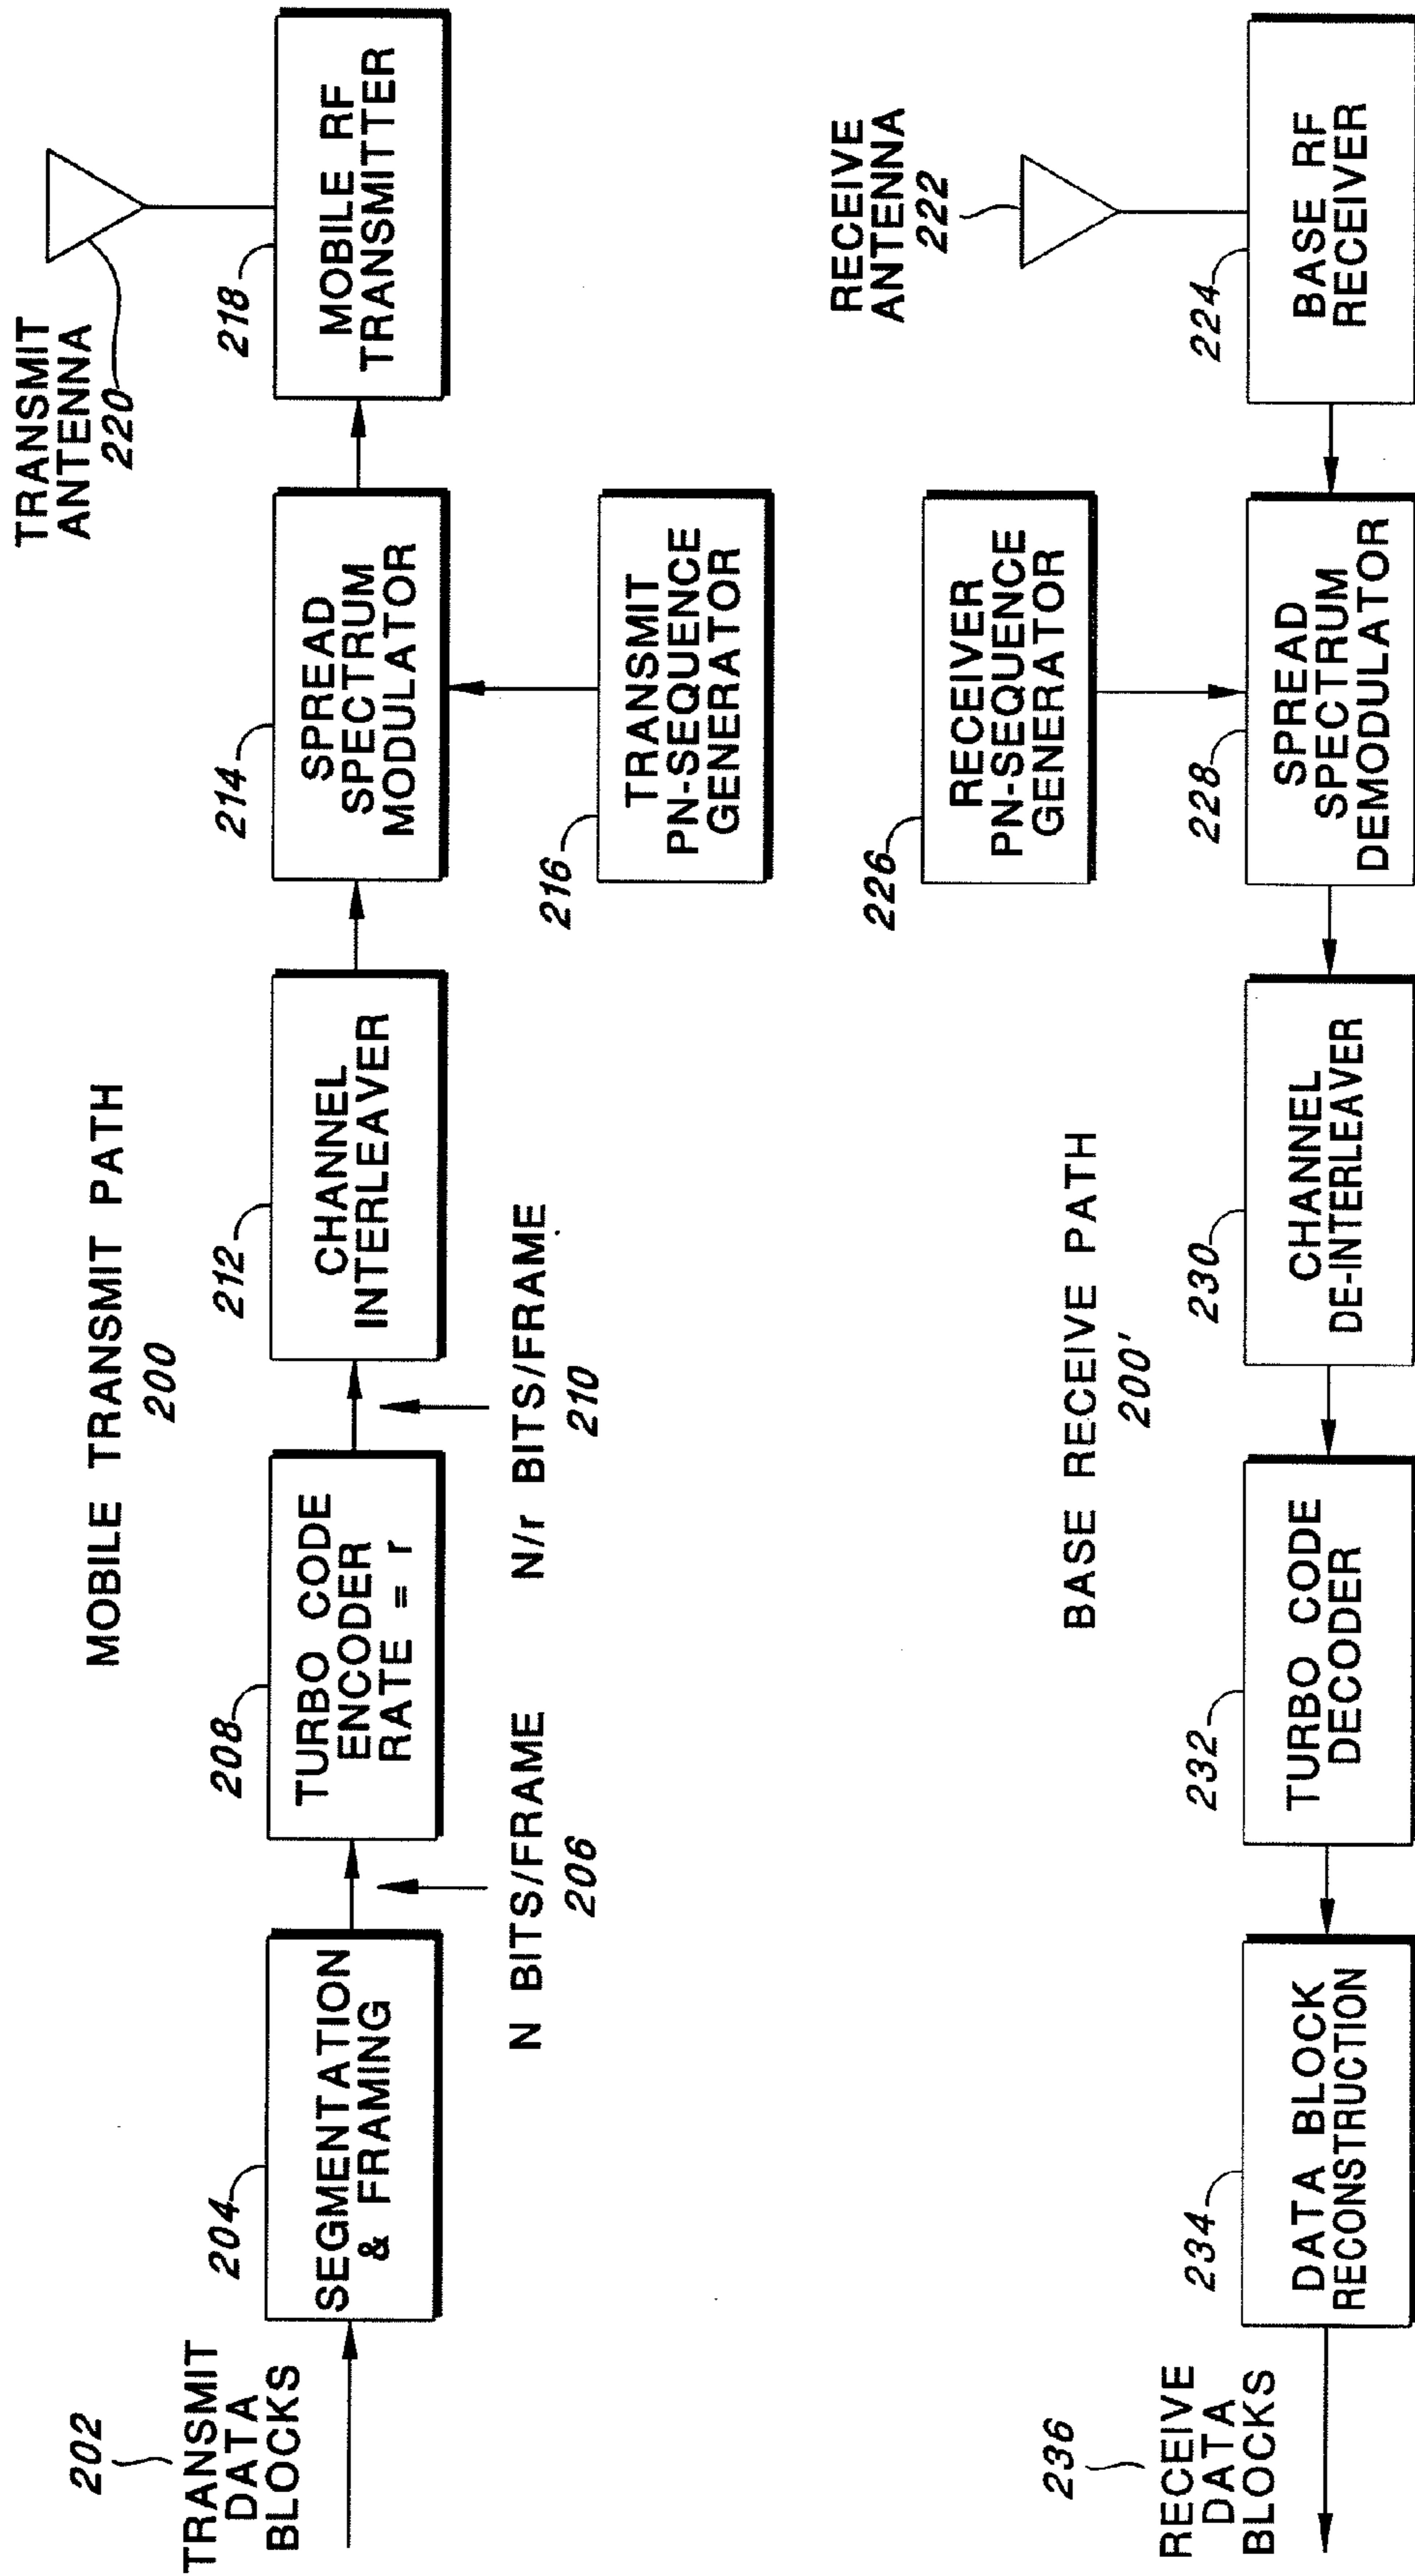 MOBILE TRANSMIT PATH
200
202
TRANSMIT
DATA
BLOCKS
204
SEGMENTATION
& FRAMING
N BITS/FRAME
206
208
TURBO CODE
ENCODER
RATE = r
N/r BITS/FRAME
210
212
CHANNEL
INTERLEAVER
214
SPREAD
SPECTRUM
MODULATOR
216
TRANSMIT
PN-SEQUENCE
GENERATOR
218
MOBILE RF
TRANSMITTER
TRANSMIT
ANTENNA
220
BASE RECEIVE PATH
200'
RECEIVE
ANTENNA
222
224
BASE RF
RECEIVER
226
RECEIVER
PN-SEQUENCE
GENERATOR
228
SPREAD
SPECTRUM
DEMODULATOR
230
CHANNEL
DE-INTERLEAVER
232
TURBO CODE
DECODER
234
DATA BLOCK
RECONSTRUCTION
236
RECEIVE
DATA
BLOCKS